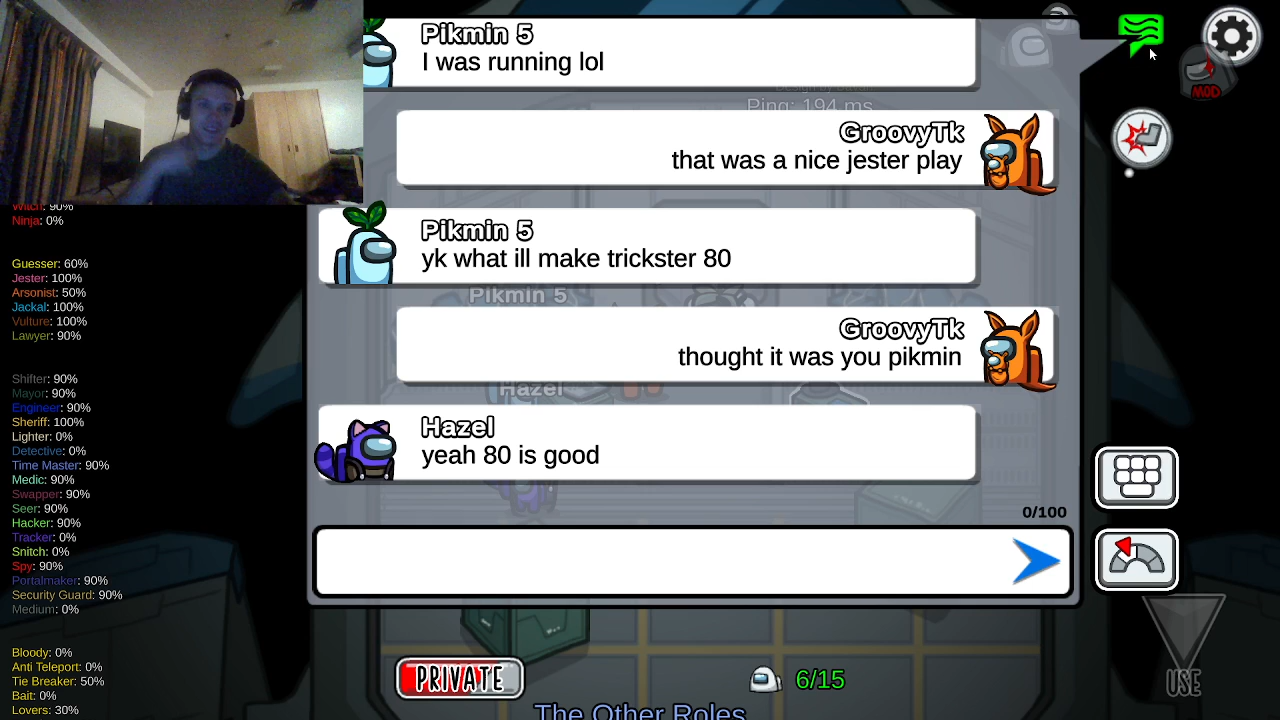 Pikmin 5
I was running lol
Ping: 194 ms
MOD
GroovyTk
that was a nice jester play
Pikmin 5
yk what ill make trickster 80
Pikmin 5
GroovyTk
thought it was you pikmin
Hazel
Hazel
yeah 80 is good
0/100
PRIVATE
6/15
USE
The Other Roles
Witch: 90%
Ninja: 0%
Guesser: 60%
Jester: 100%
Arsonist: 50%
Jackal: 100%
Vulture: 100%
Lawyer: 90%
Shifter: 90%
Mayor: 90%
Engineer: 90%
Sheriff: 100%
Lighter: 0%
Detective: 0%
Time Master: 90%
Medic: 90%
Swapper: 90%
Seer: 90%
Hacker: 90%
Tracker: 0%
Snitch: 0%
Spy: 90%
Portalmaker: 90%
Security Guard: 90%
Medium: 0%
Bloody: 0%
Anti Teleport: 0%
Tie Breaker: 50%
Bait: 0%
Lovers: 30%